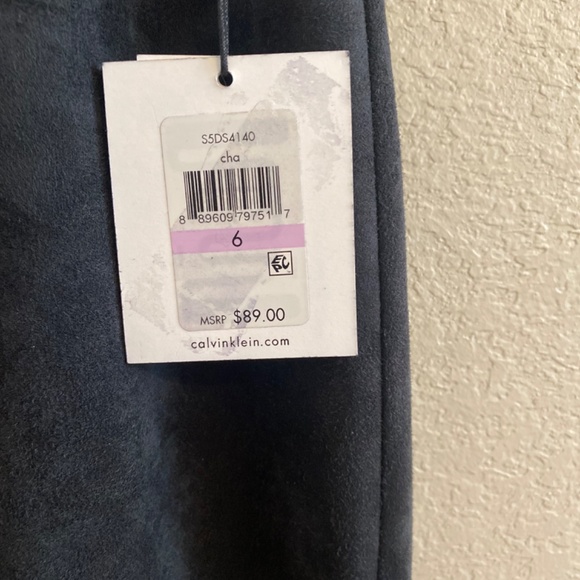 S5DS4140
cha
8 89609 79751 7
6
MSRP $89.00
calvinklein.com